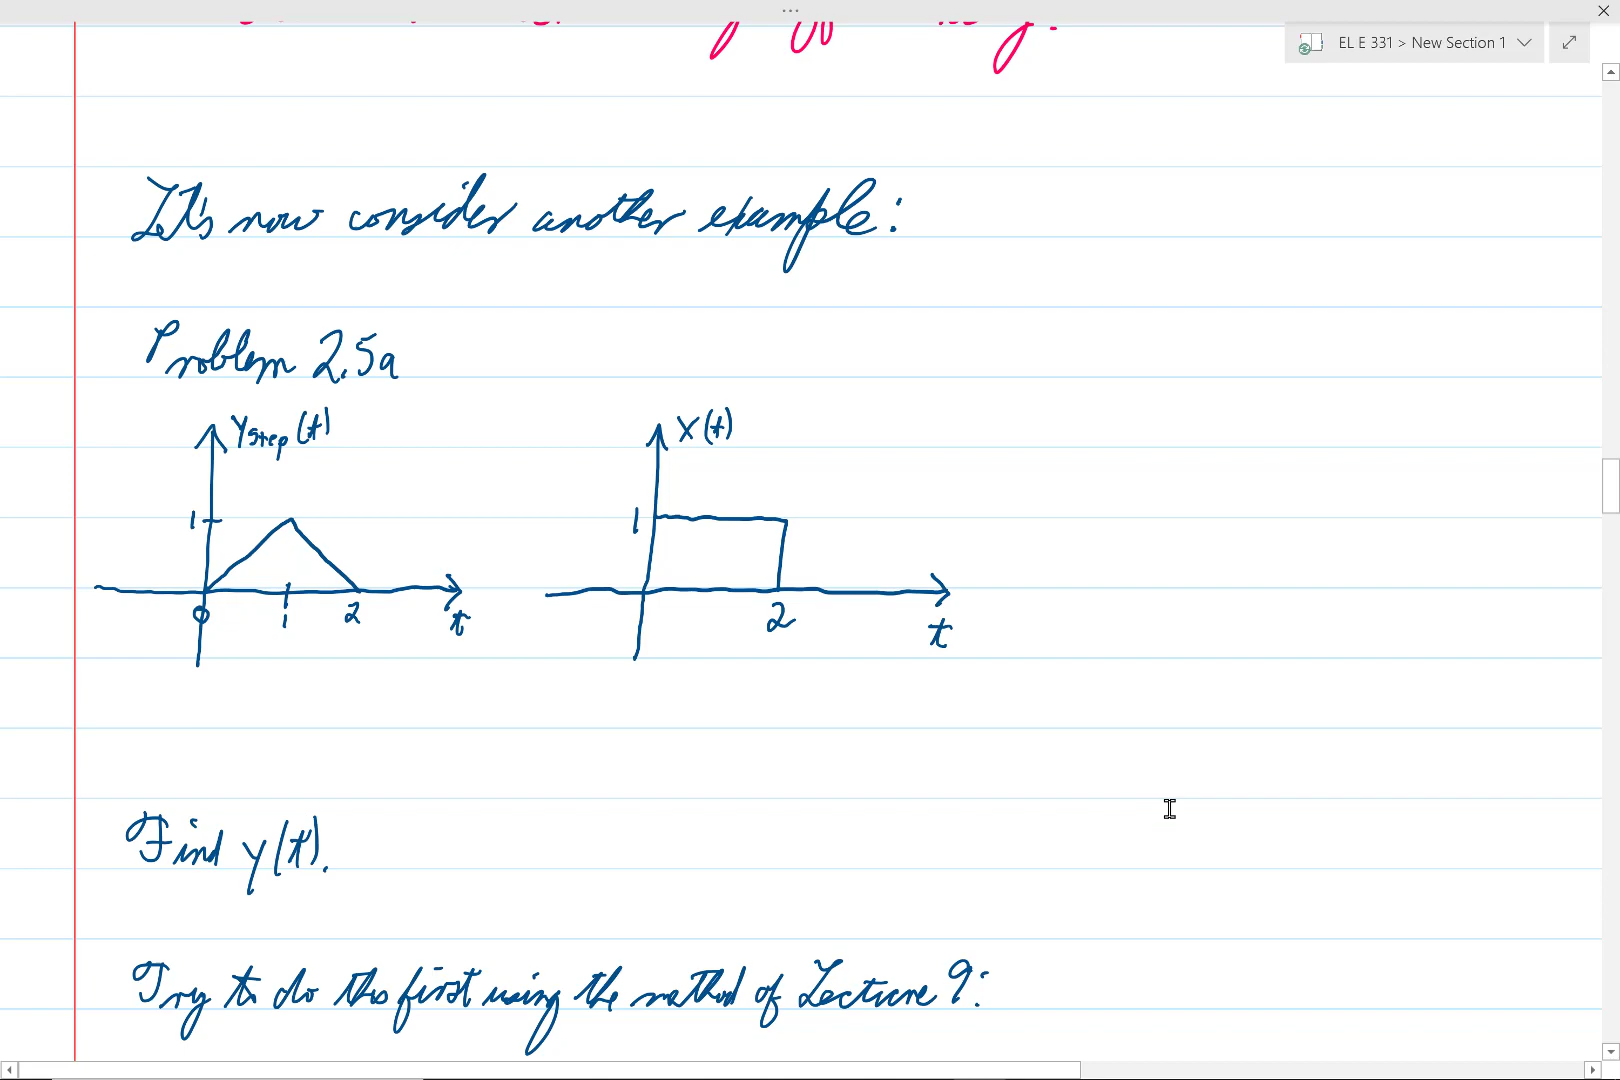 EL E 331 > New Section 1
Let's now consider another example:
Problem 2.5a
Ystep(t)
X(t)
1
1
0
1
2
t
2
t
Find y(t).
Try to do this first using the method of Lecture 9: